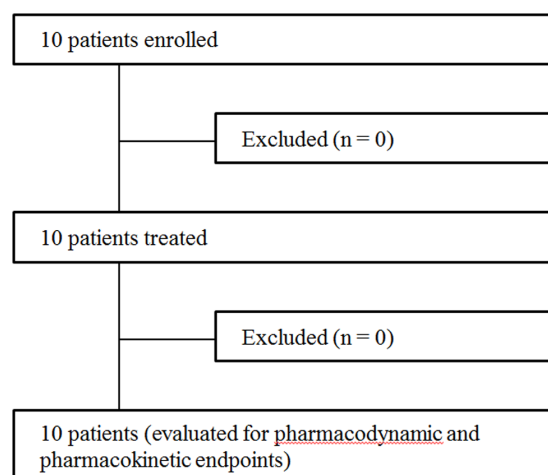 10 patients enrolled
Excluded (n = 0)
10 patients treated
Excluded (n = 0)
10 patients (evaluated for pharmacodynamic and
pharmacokinetic endpoints)